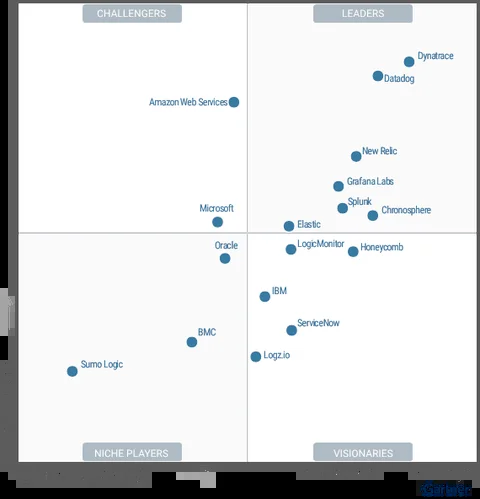 CHALLENGERS
LEADERS
Dynatrace
Datadog
Amazon Web Services
New Relic
Grafana Labs
Splunk
Chronosphere
Microsoft
Elastic
Oracle
LogicMonitor
Honeycomb
IBM
ServiceNow
BMC
Logz.io
Sumo Logic
NICHE PLAYERS
VISIONARIES